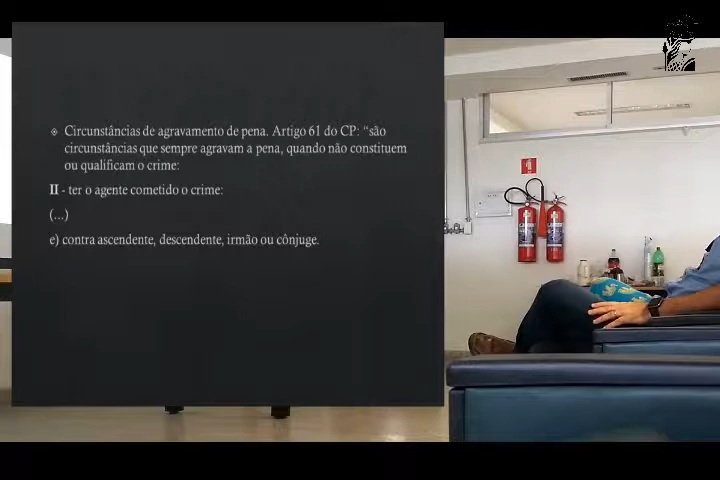 Circunstâncias de agravamento de pena. Artigo 61 do CP: “são
circunstâncias que sempre agravam a pena, quando não constituem
ou qualificam o crime:
II - ter o agente cometido o crime:
(...)
e) contra ascendente, descendente, irmão ou cônjuge.